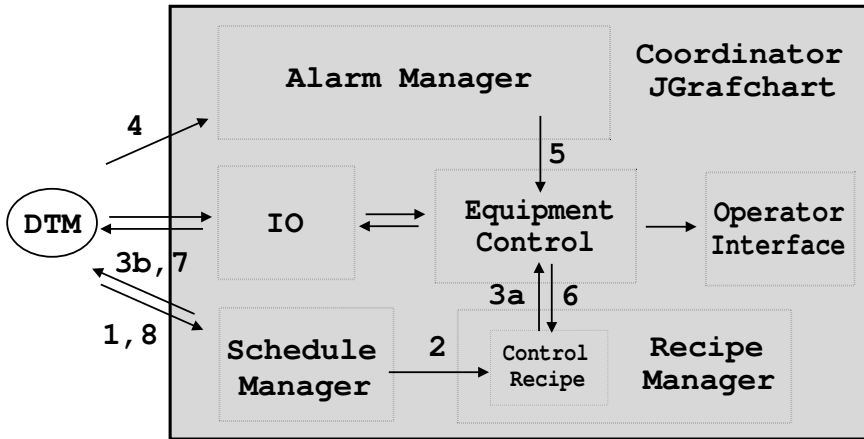 Coordinator
JGrafchart
Alarm Manager
4
5
DTM
IO
Equipment
Control
Operator
Interface
3b,7
3a
6
1,8
Schedule
Manager
2
Control
Recipe
Recipe
Manager